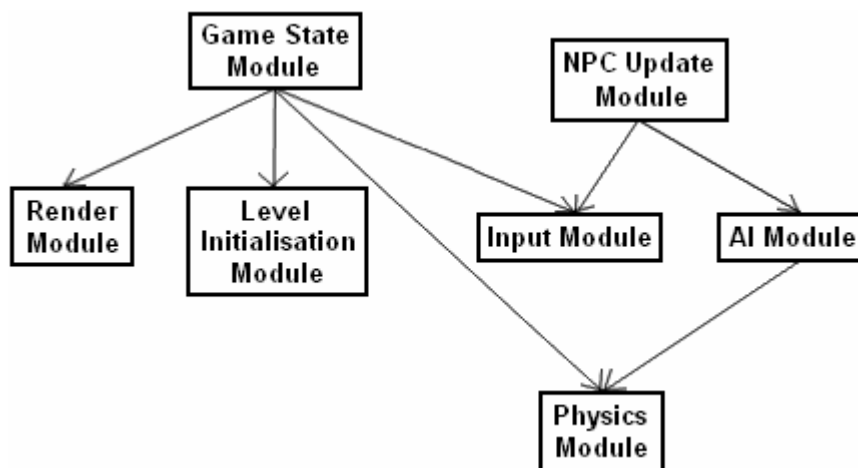 Game State
Module
NPC Update
Module
Render
Module
Level
Initialisation
Module
Input Module
AI Module
Physics
Module